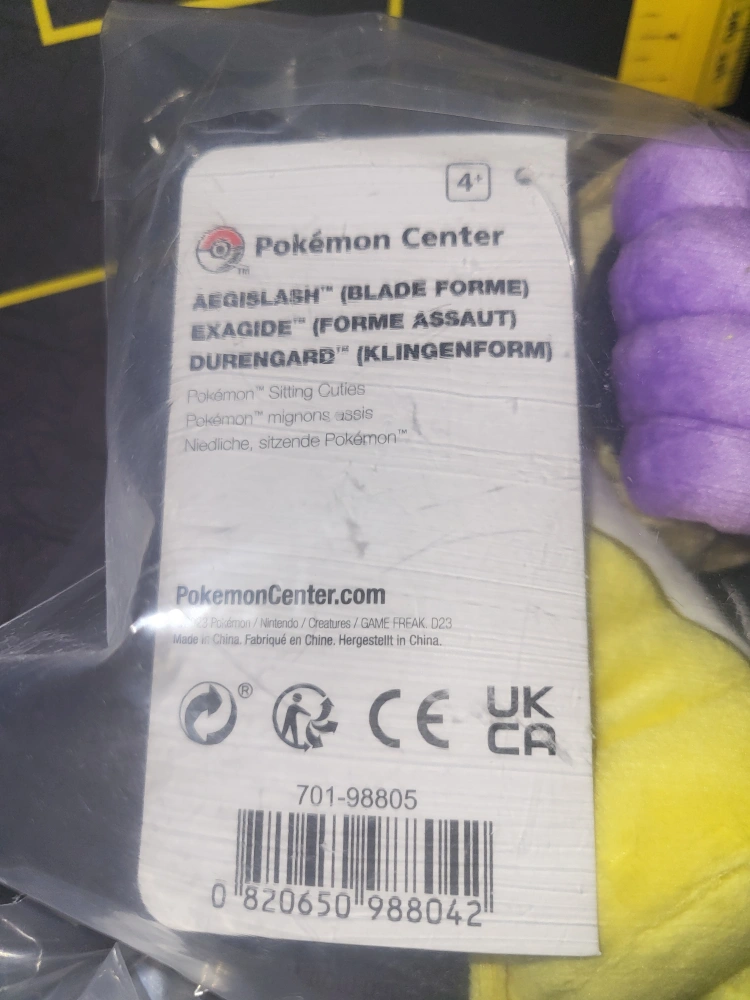 4+
Pokémon Center
TM
AEGISLASH™ (BLADE FORME)
EXAGIDE™ (FORME ASSAUT)
DURENGARD™ (KLINGENFORM)
Pokémon™ Sitting Cuties
Pokémon™ mignons assis
Niedliche, sitzende Pokémon™
PokemonCenter.com
Pokémon / Nintendo / Creatures / GAME FREAK. D23
Made in China. Fabriqué en Chine. Hergestellt in China.
®
CE
UK
CA
701-98805
0 820650 988042